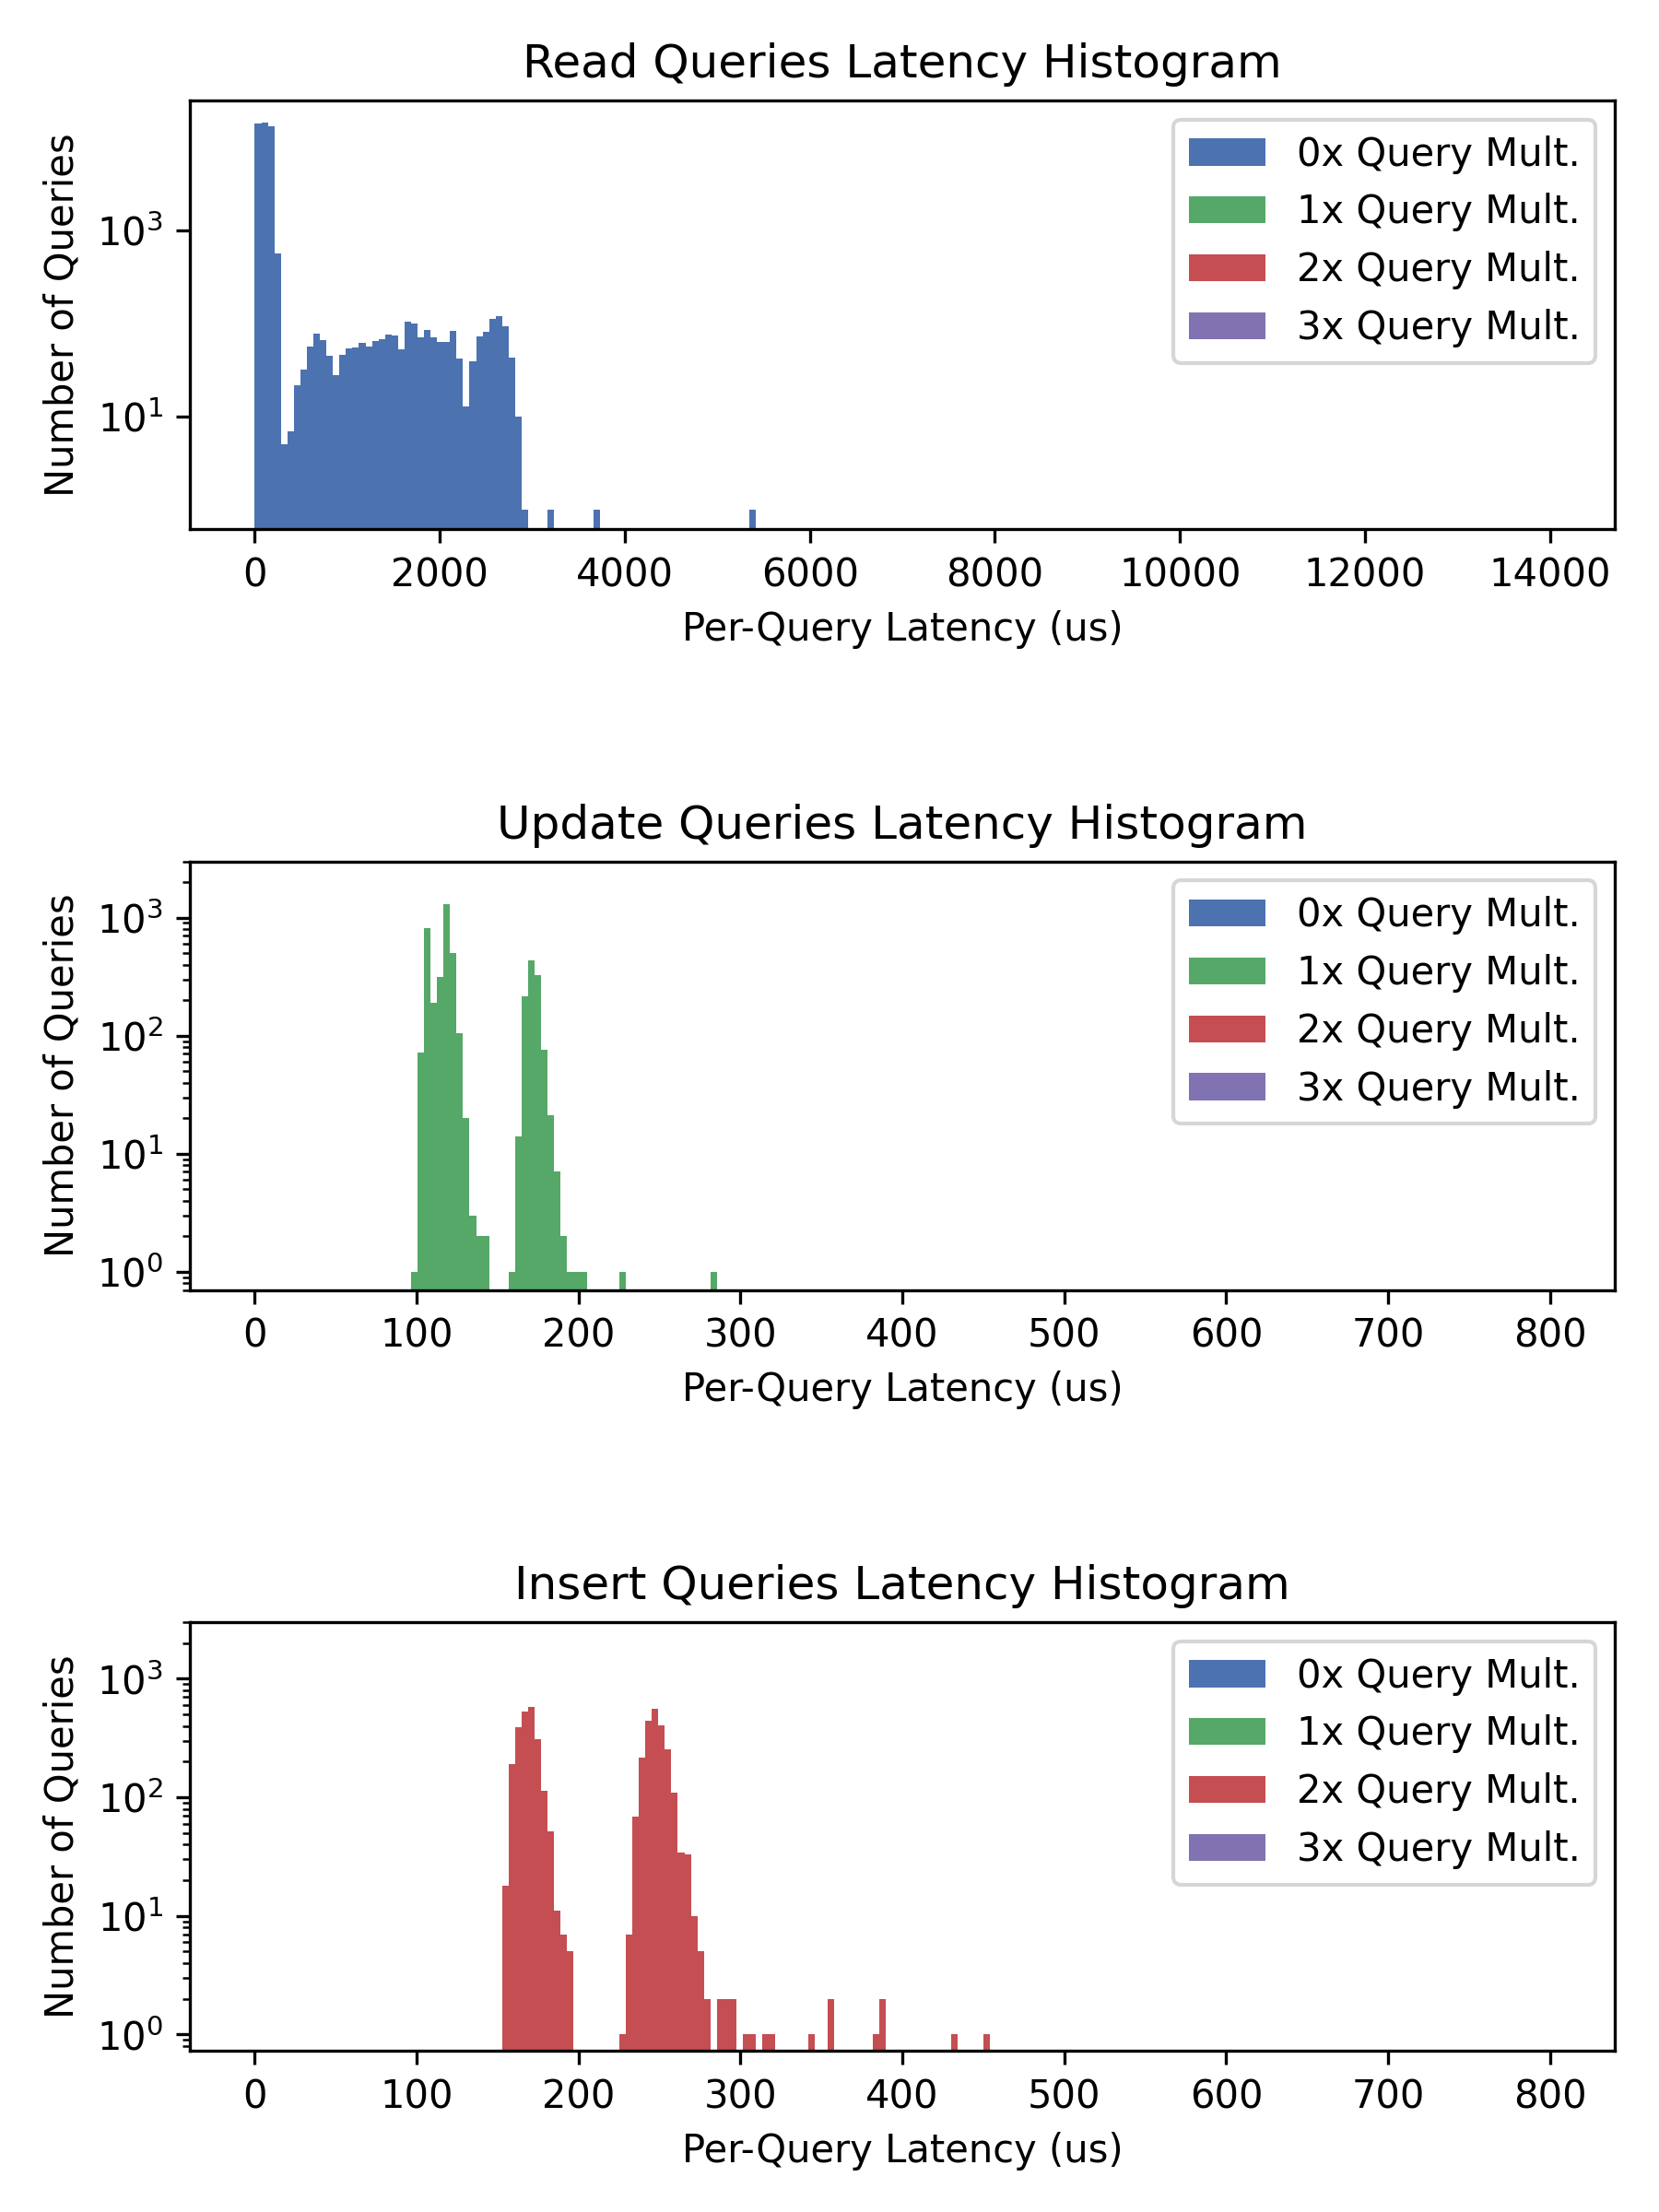 Read Queries Latency Histogram
Number of Queries
10³
10¹
0x Query Mult.
1x Query Mult.
2x Query Mult.
3x Query Mult.
0 2000 4000 6000 8000 10000 12000 14000
Per-Query Latency (us)
Update Queries Latency Histogram
Number of Queries
10³
10²
10¹
10⁰
0x Query Mult.
1x Query Mult.
2x Query Mult.
3x Query Mult.
0 100 200 300 400 500 600 700 800
Per-Query Latency (us)
Insert Queries Latency Histogram
Number of Queries
10³
10²
10¹
10⁰
0x Query Mult.
1x Query Mult.
2x Query Mult.
3x Query Mult.
0 100 200 300 400 500 600 700 800
Per-Query Latency (us)